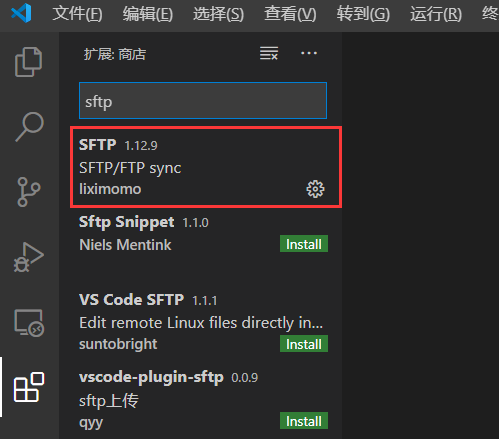 文件(F) 编辑(E) 选择(S) 查看(V) 转到(G) 运行(R) 终
扩展: 商店
sftp
SFTP 1.12.9
SFTP/FTP sync
liximomo
Sftp Snippet 1.1.0
Niels Mentink Install
VS Code SFTP 1.1.1
Edit remote Linux files directly in...
suntobright Install
vscode-plugin-sftp 0.0.9
sftp上传
qyy Install